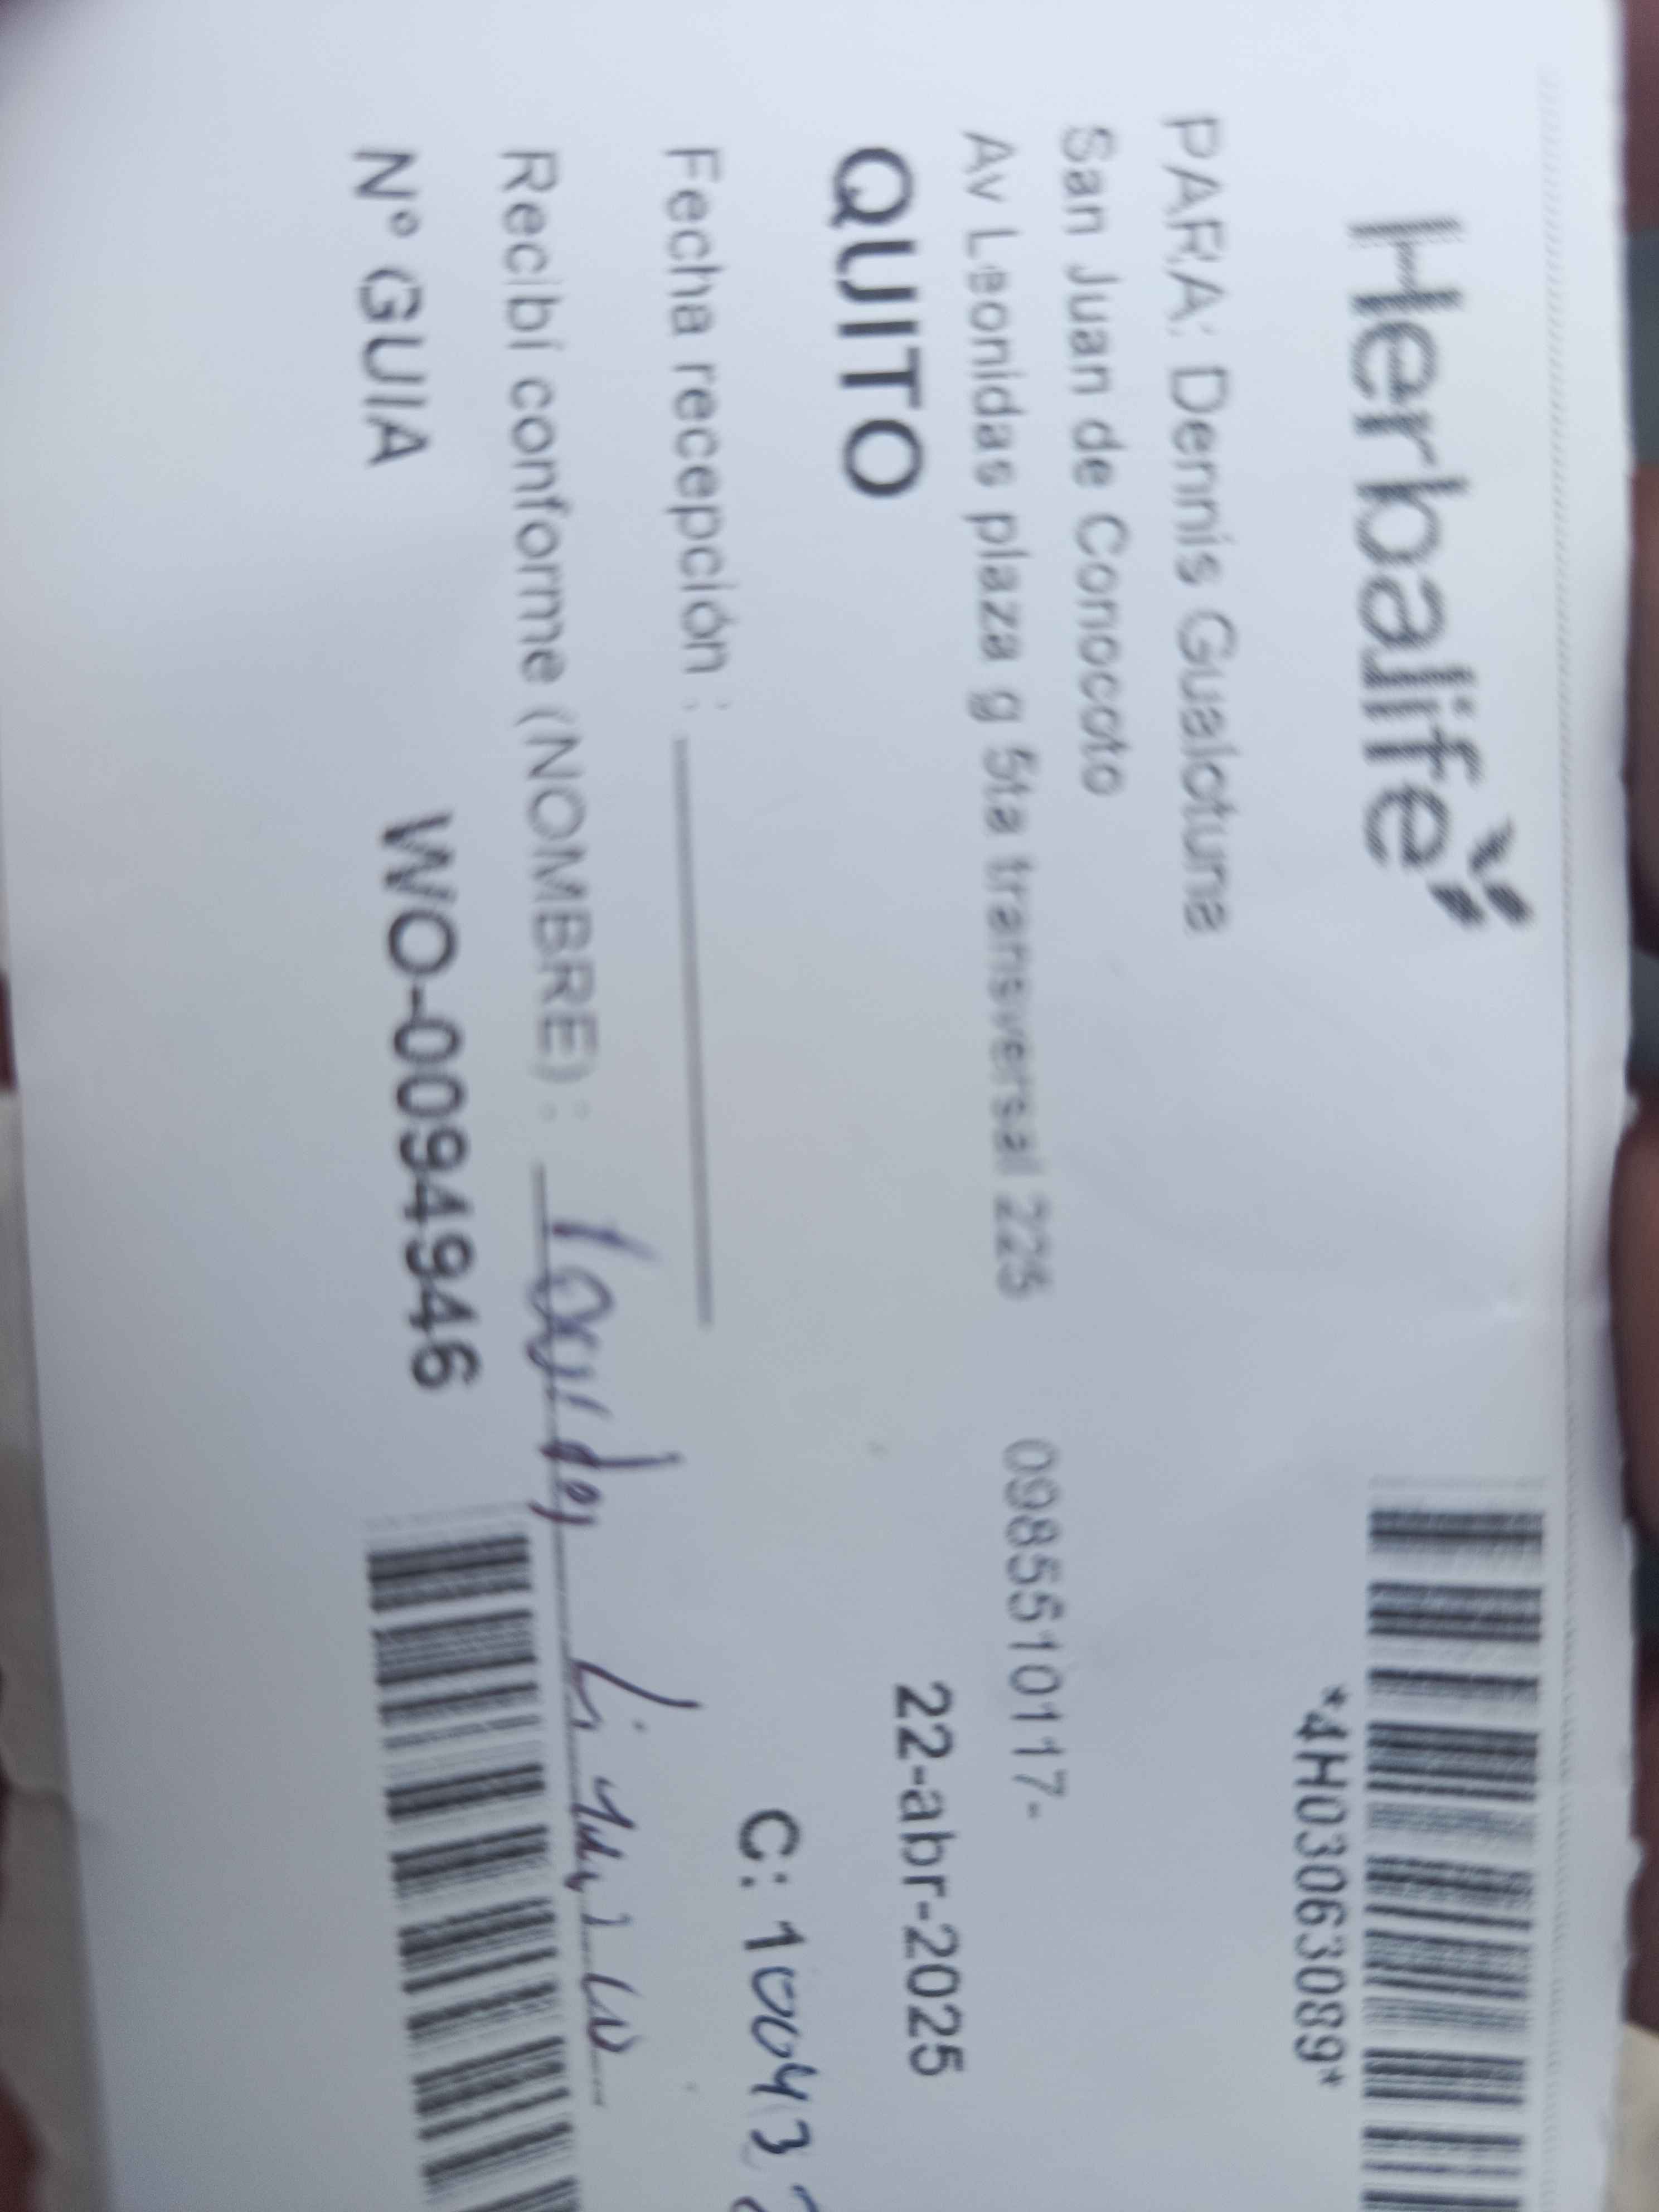 Herbalife
*4H03063089*
PARA: Dennis Gualotuna
San Juan de Conocoto
Av Leonidas plaza g 5ta transversal 225 0985510117-
QUITO 22-abr-2025
Fecha recepción :
C: 10043
Recibí conforme (NOMBRE) :
N° GUIA WO-00949946